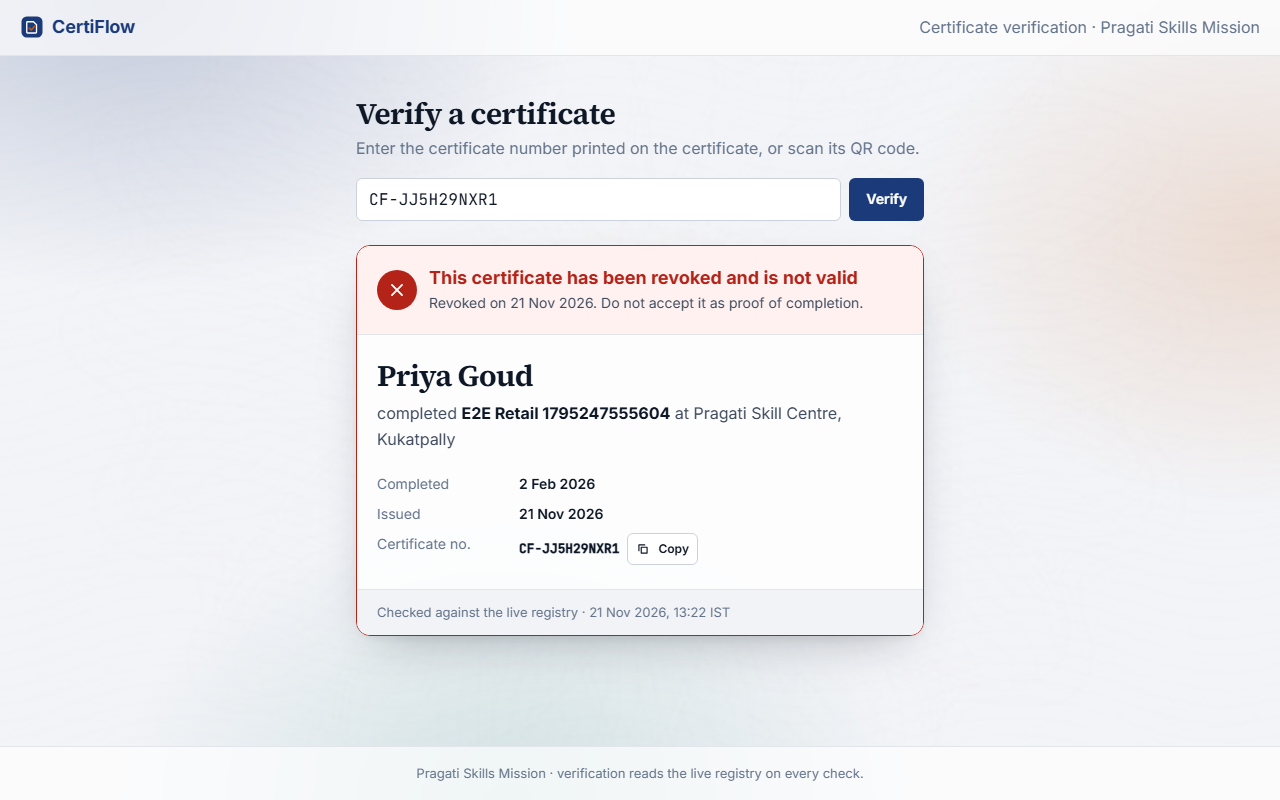 CertiFlow
Certificate verification · Pragati Skills Mission
Verify a certificate
Enter the certificate number printed on the certificate, or scan its QR code.
CF-JJ5H29NXR1
Verify
This certificate has been revoked and is not valid
Revoked on 21 Nov 2026. Do not accept it as proof of completion.
Priya Goud
completed E2E Retail 1795247555604 at Pragati Skill Centre,
Kukatpally
Completed 2 Feb 2026
Issued 21 Nov 2026
Certificate no. CF-JJ5H29NXR1 Copy
Checked against the live registry · 21 Nov 2026, 13:22 IST
Pragati Skills Mission · verification reads the live registry on every check.